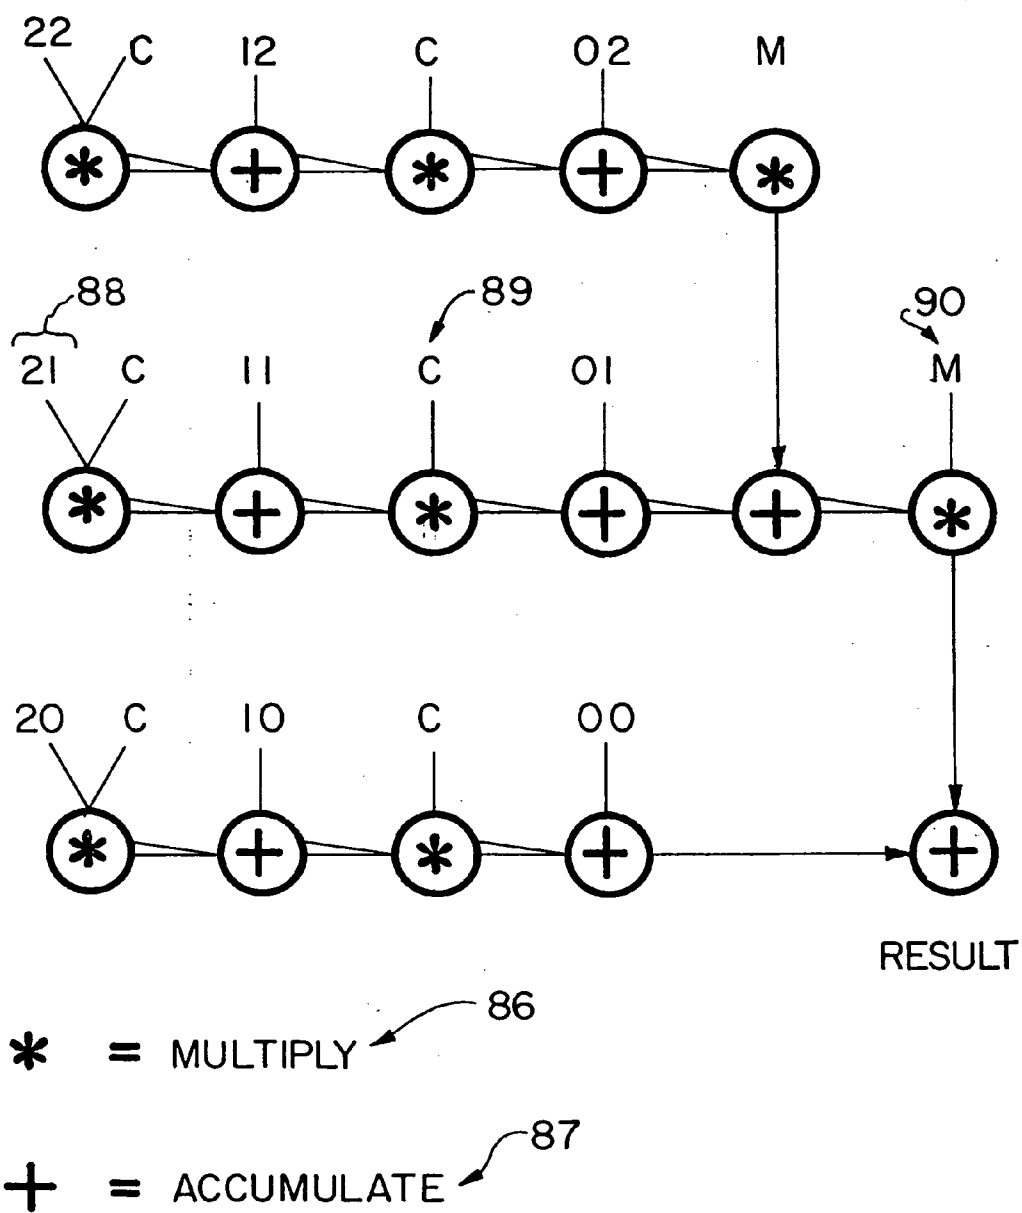 22 C 12 C 02 M
* + * + *
88 89 90
21 C 11 C 01 M
* + * + + *
20 C 10 C 00
* + * + +
RESULT
86
* = MULTIPLY
87
+ = ACCUMULATE